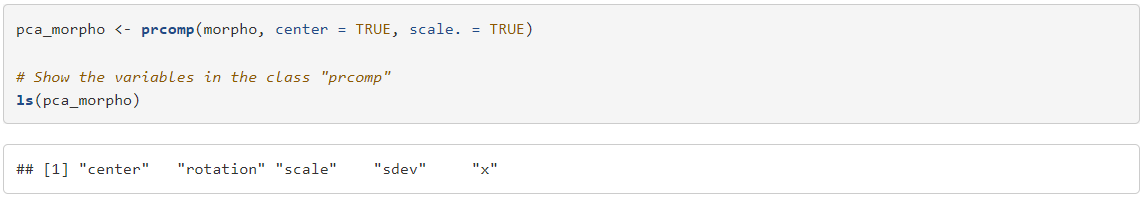 pca_morpho <- prcomp(morpho, center = TRUE, scale. = TRUE)
# Show the variables in the class "prcomp"
ls(pca_morpho)
## [1] "center"   "rotation" "scale"    "sdev"     "x"